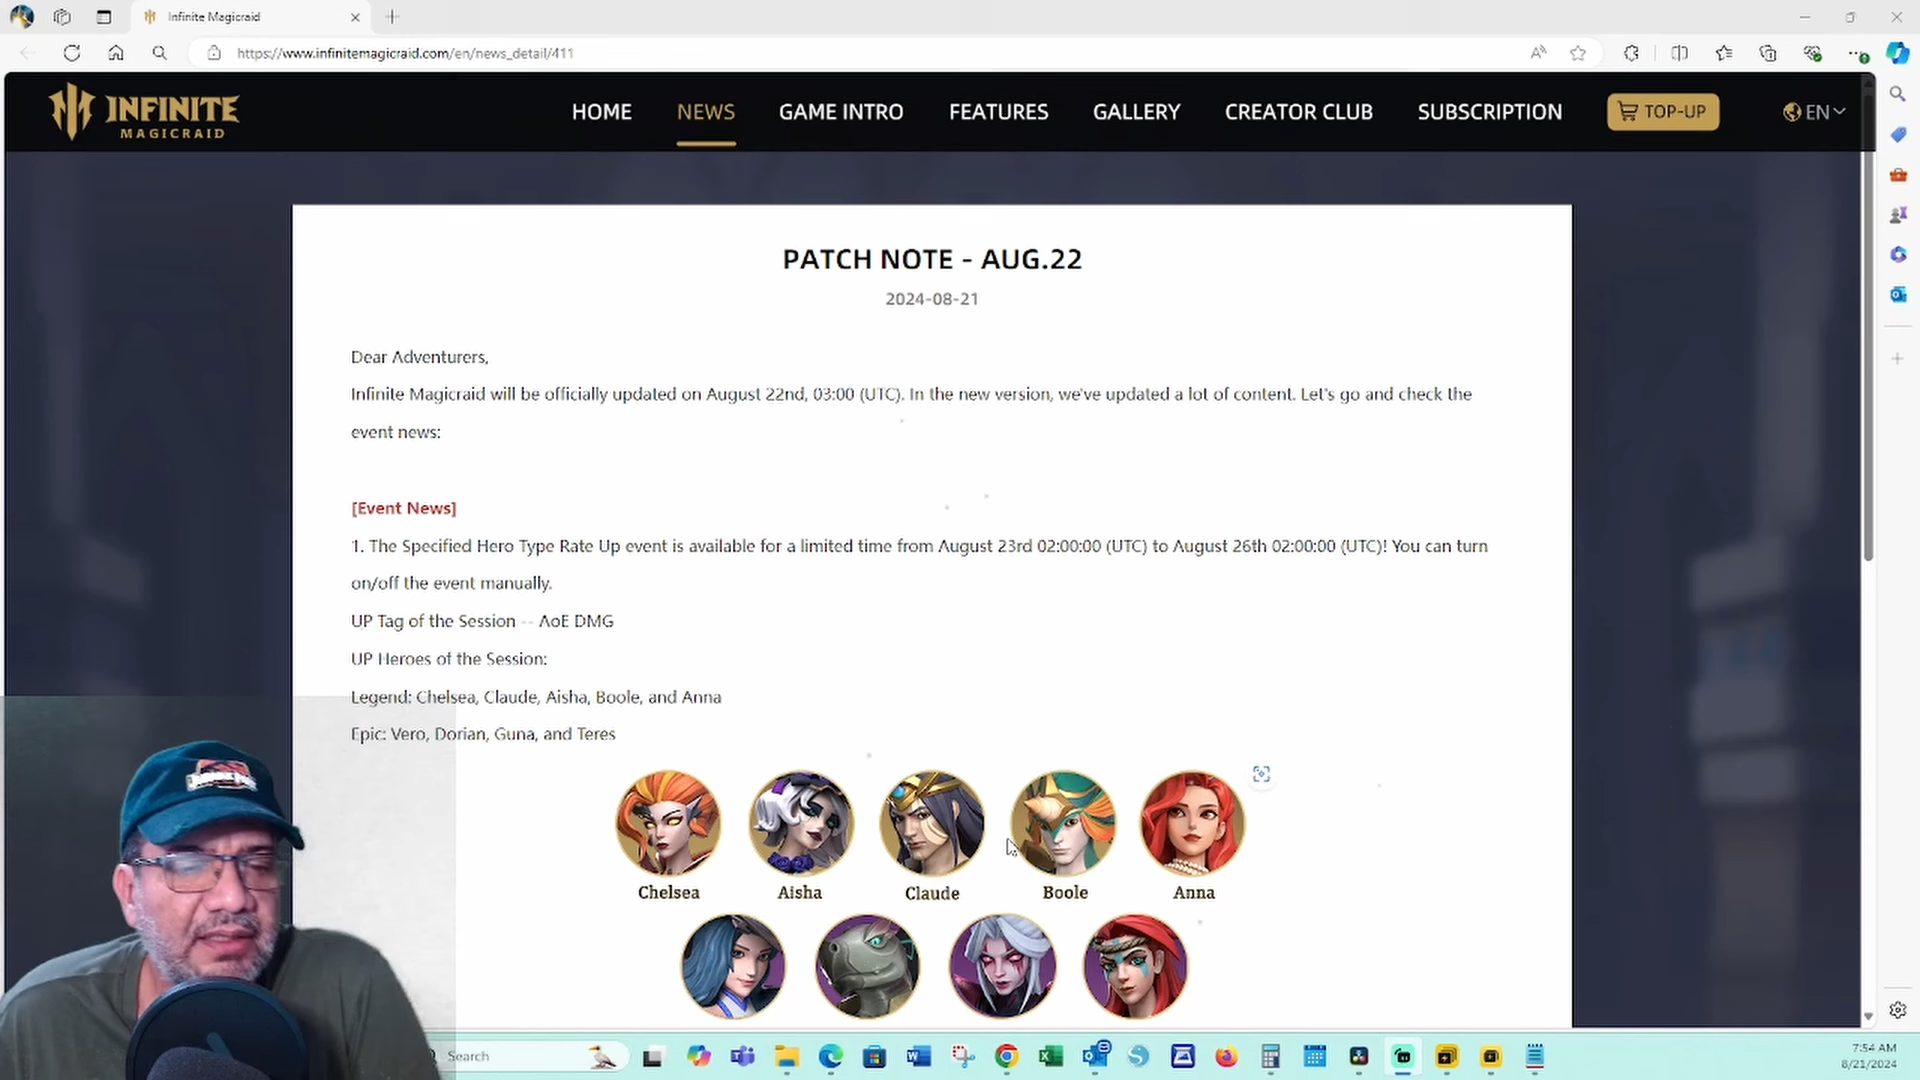 Infinite Magicraid
https://www.infinitemagicraid.com/en/news_detail/411
INFINITE
MAGICRAID
HOME
NEWS
GAME INTRO
FEATURES
GALLERY
CREATOR CLUB
SUBSCRIPTION
TOP-UP
EN
PATCH NOTE - AUG.22
2024-08-21
Dear Adventurers,
Infinite Magicraid will be officially updated on August 22nd, 03:00 (UTC). In the new version, we've updated a lot of content. Let's go and check the
event news:
[Event News]
1. The Specified Hero Type Rate Up event is available for a limited time from August 23rd 02:00:00 (UTC) to August 26th 02:00:00 (UTC)! You can turn
on/off the event manually.
UP Tag of the Session -- AoE DMG
UP Heroes of the Session:
Legend: Chelsea, Claude, Aisha, Boole, and Anna
Epic: Vero, Dorian, Guna, and Teres
Chelsea
Aisha
Claude
Boole
Anna
Search
7:54 AM
8/21/2024